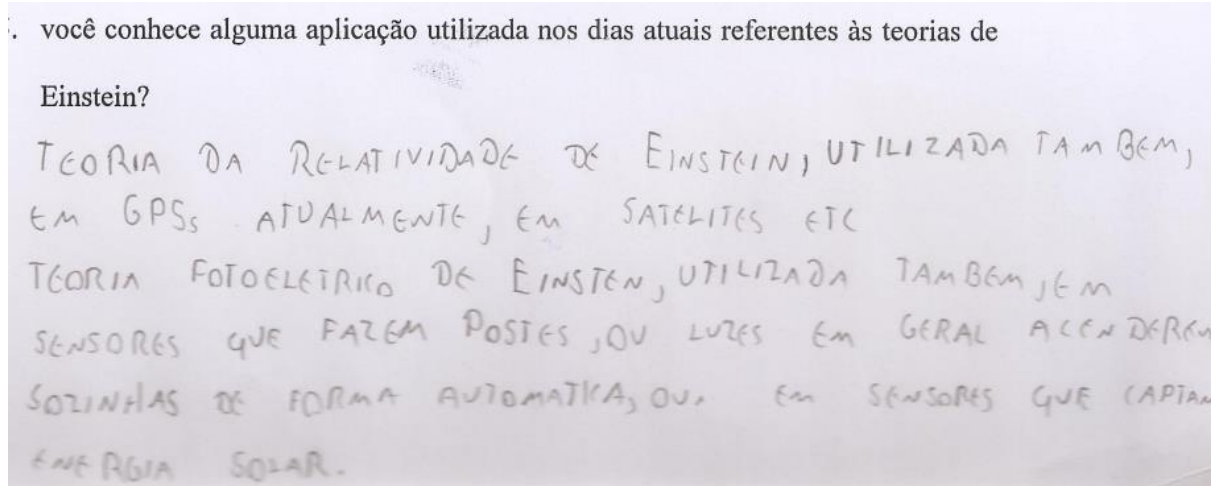 . você conhece alguma aplicação utilizada nos dias atuais referentes às teorias de
Einstein?
TEORIA DA RELATIVIDADE DE EINSTEIN, UTILIZADA TAMBEM,
EM GPSs ATUALMENTE, EM SATELITES ETC
TEORIA FOTOELETRICO DE EINSTEN, UTILIZADA TAMBEM, EM
SENSORES QUE FAZEM POSTES, OU LUZES EM GERAL ACENDEREM
SOZINHAS DE FORMA AUTOMATICA, OU, EM SENSORES QUE CAPTAM
ENERGIA SOLAR.